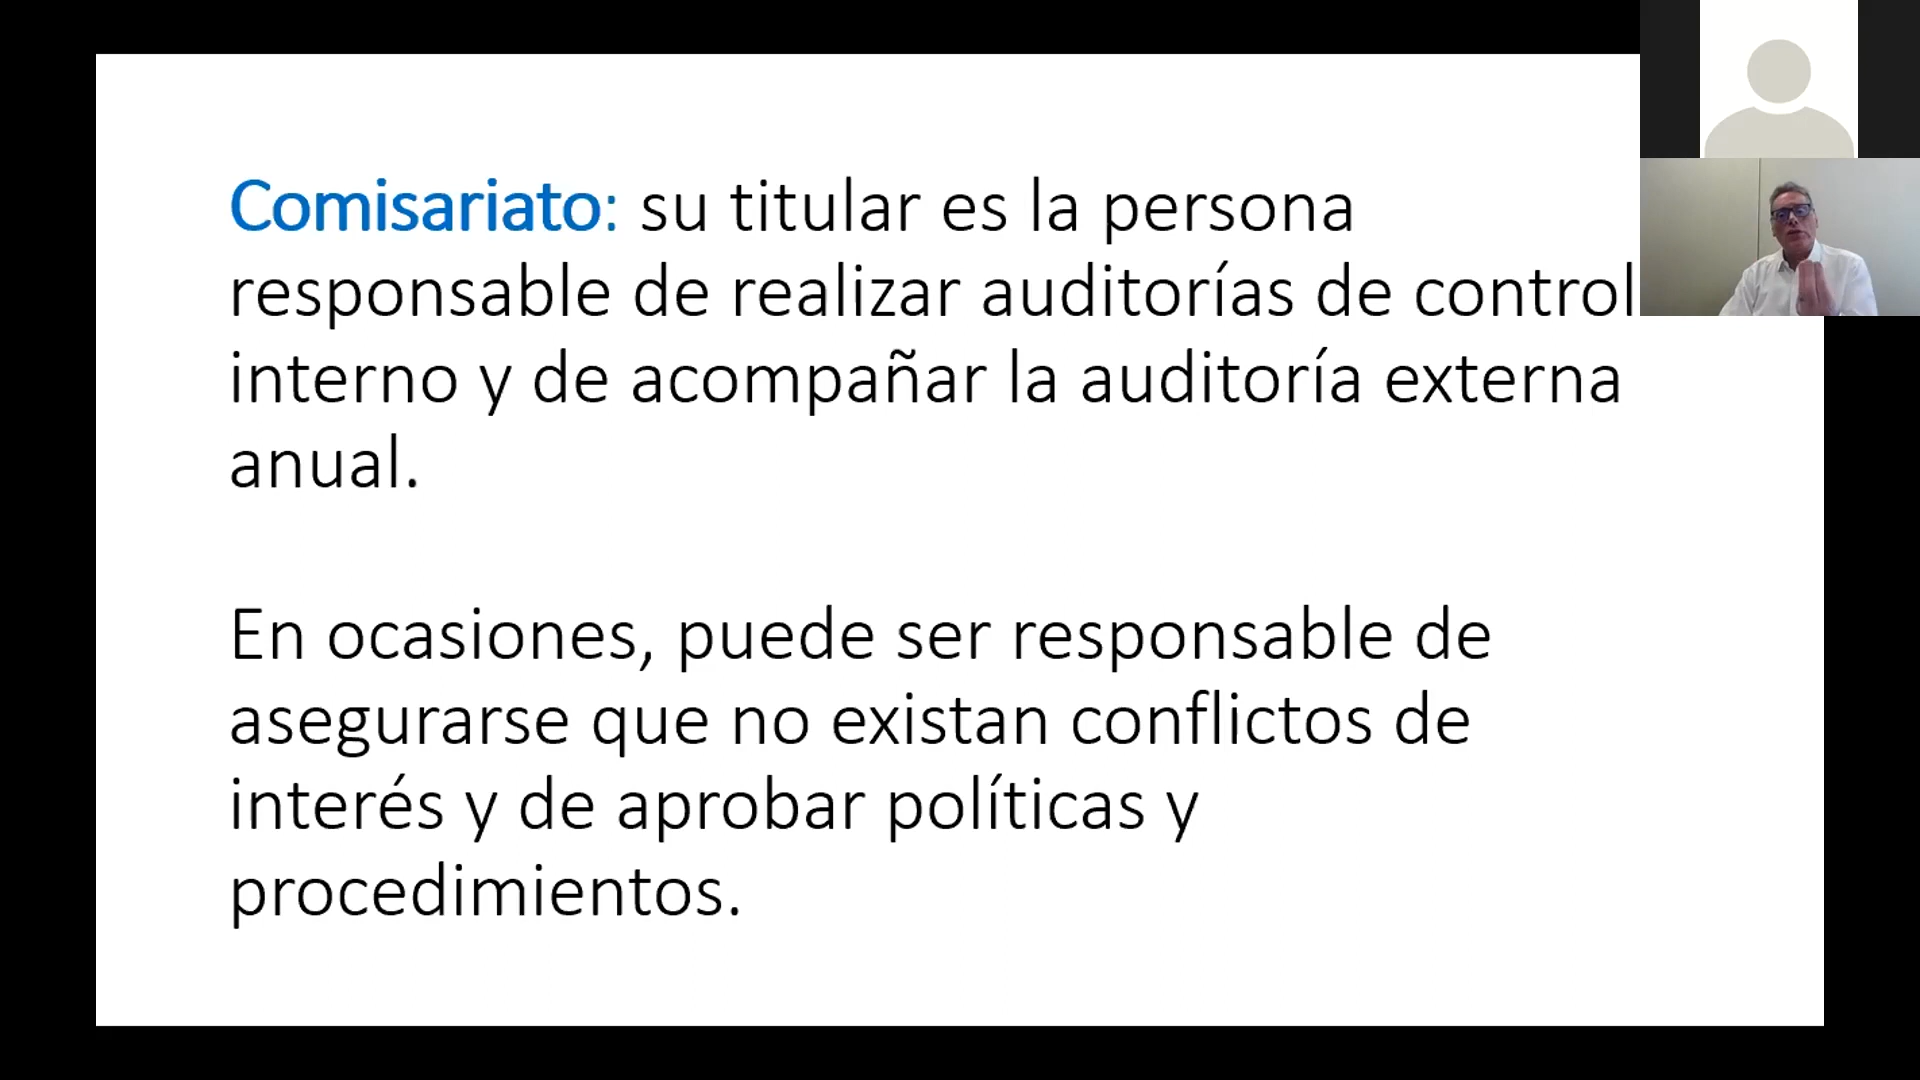 Comisariato: su titular es la persona
responsable de realizar auditorías de control
interno y de acompañar la auditoría externa
anual.
En ocasiones, puede ser responsable de
asegurarse que no existan conflictos de
interés y de aprobar políticas y
procedimientos.